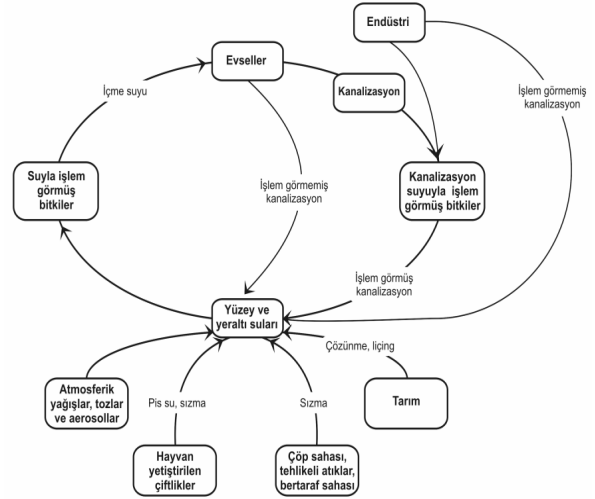 Endüstri
Evseller
Kanalizasyon
İçme suyu
İşlem görmemiş
kanalizasyon
Suyla işlem
görmüş
bitkiler
İşlem görmemiş
kanalizasyon
Kanalizasyon
suyuyla işlem
görmüş bitkiler
İşlem görmüş
kanalizasyon
Yüzey ve
yeraltı suları
Çözünme, liçing
Atmosferik
yağışlar, tozlar
ve aerosollar
Pis su, sızma
Sızma
Tarım
Hayvan
yetiştirilen
çiftlikler
Çöp sahası,
tehlikeli atıklar,
bertaraf sahası